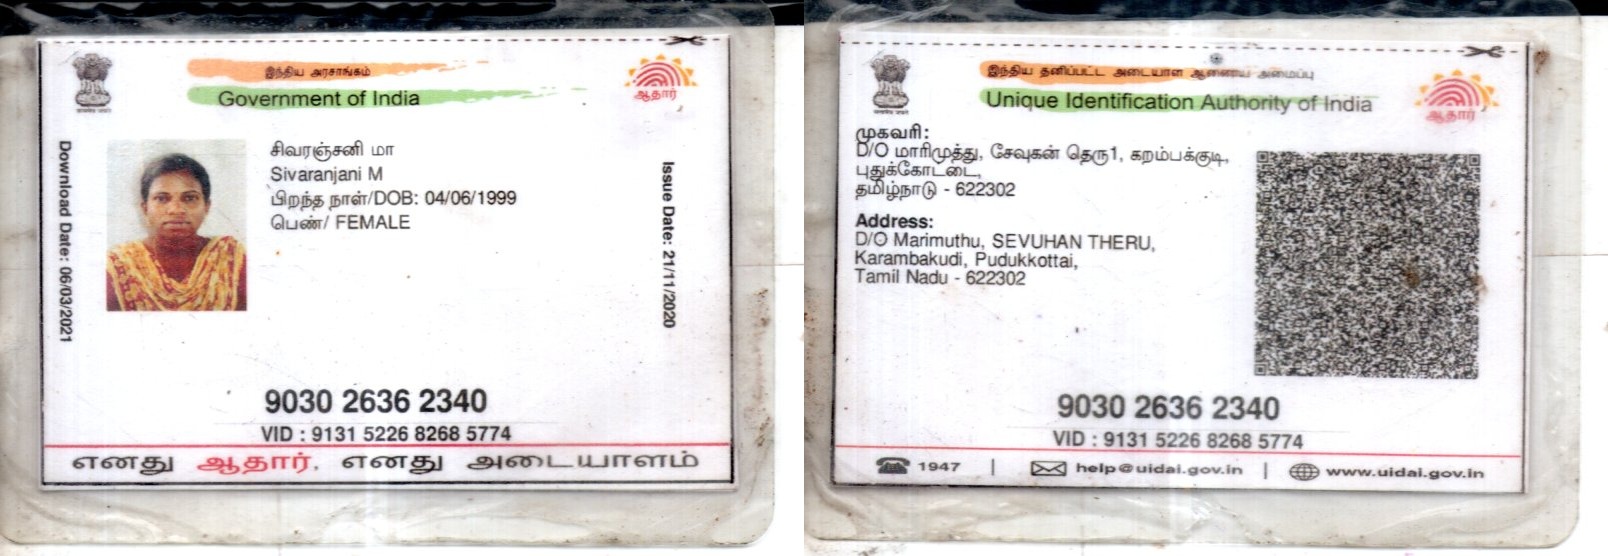 இந்திய அரசாங்கம்
Government of India
ஆதார்
Download Date: 06/03/2021
சிவரஞ்சனி மா
Sivaranjani M
பிறந்த நாள்/DOB: 04/06/1999
பெண்/ FEMALE
Issue Date: 21/11/2020
9030 2636 2340
VID : 9131 5226 8268 5774
எனது ஆதார், எனது அடையாளம்
இந்திய தனிப்பட்ட அடையாள ஆணைய அமைப்பு
Unique Identification Authority of India
ஆதார்
முகவரி:
D/O மாரிமுத்து, சேவுகன் தெரு1, கறம்பக்குடி,
புதுக்கோட்டை,
தமிழ்நாடு - 622302
Address:
D/O Marimuthu, SEVUHAN THERU,
Karambakudi, Pudukkottai,
Tamil Nadu - 622302
9030 2636 2340
VID : 9131 5226 8268 5774
1947 | help@uidai.gov.in | www.uidai.gov.in